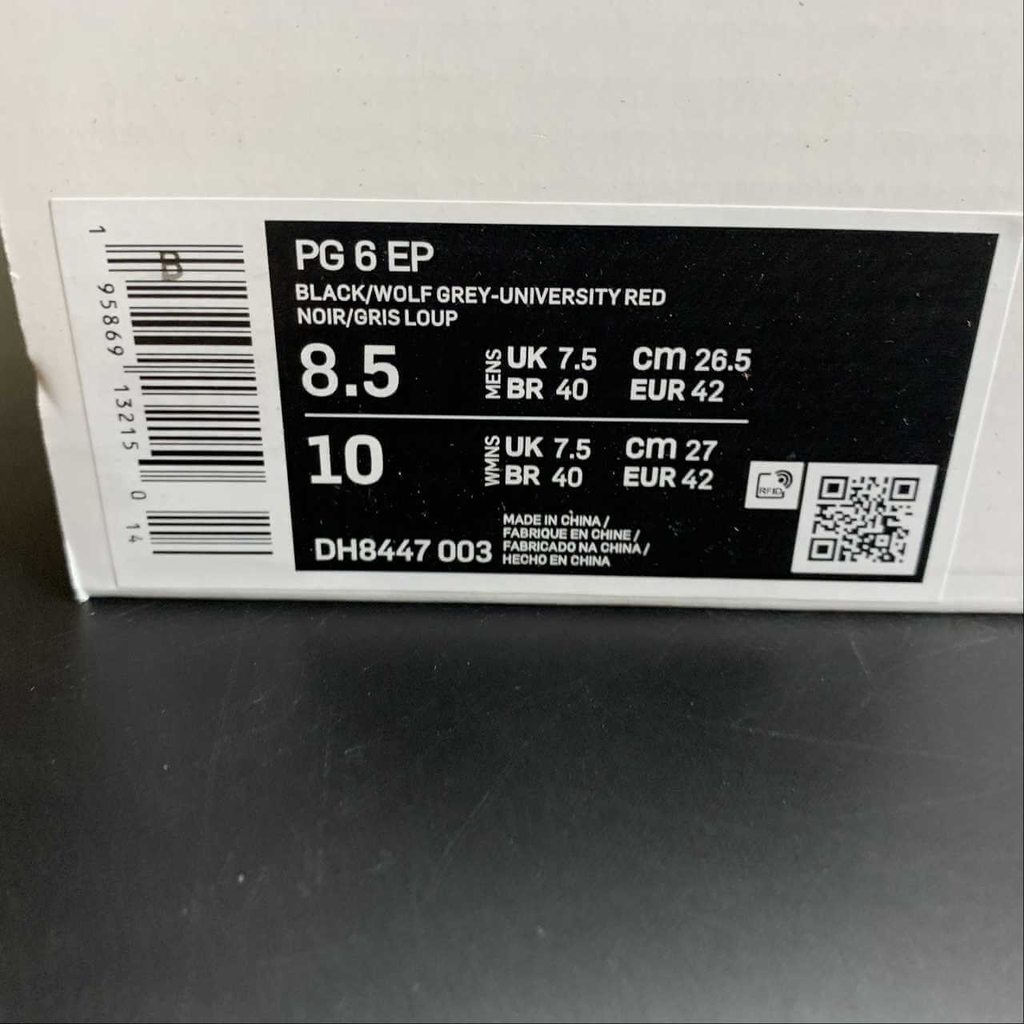 1
95869
13215
0
14
B
PG 6 EP
BLACK/WOLF GREY-UNIVERSITY RED
NOIR/GRIS LOUP
8.5 MENS UK 7.5 cm 26.5
BR 40 EUR 42
10 WMNS UK 7.5 cm 27
BR 40 EUR 42
RFID
DH8447 003
MADE IN CHINA /
FABRIQUE EN CHINE /
FABRICADO NA CHINA /
HECHO EN CHINA